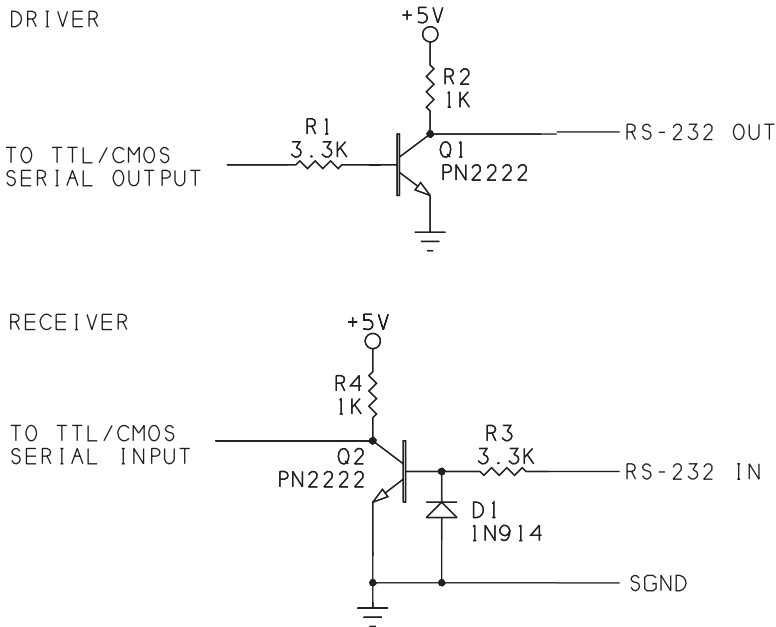 DRIVER
+5V
R2
1K
R1
3.3K
RS-232 OUT
TO TTL/CMOS
SERIAL OUTPUT
Q1
PN2222
RECEIVER
+5V
R4
1K
TO TTL/CMOS
SERIAL INPUT
Q2
PN2222
R3
3.3K
RS-232 IN
D1
1N914
SGND